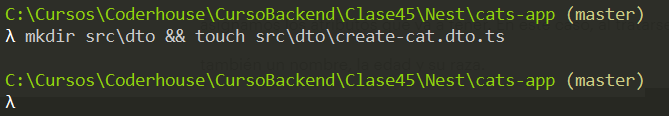 C:\Cursos\Coderhouse\CursoBackend\Clase45\Nest\cats-app (master)
λ mkdir src\dto && touch src\dto\create-cat.dto.ts
C:\Cursos\Coderhouse\CursoBackend\Clase45\Nest\cats-app (master)
λ